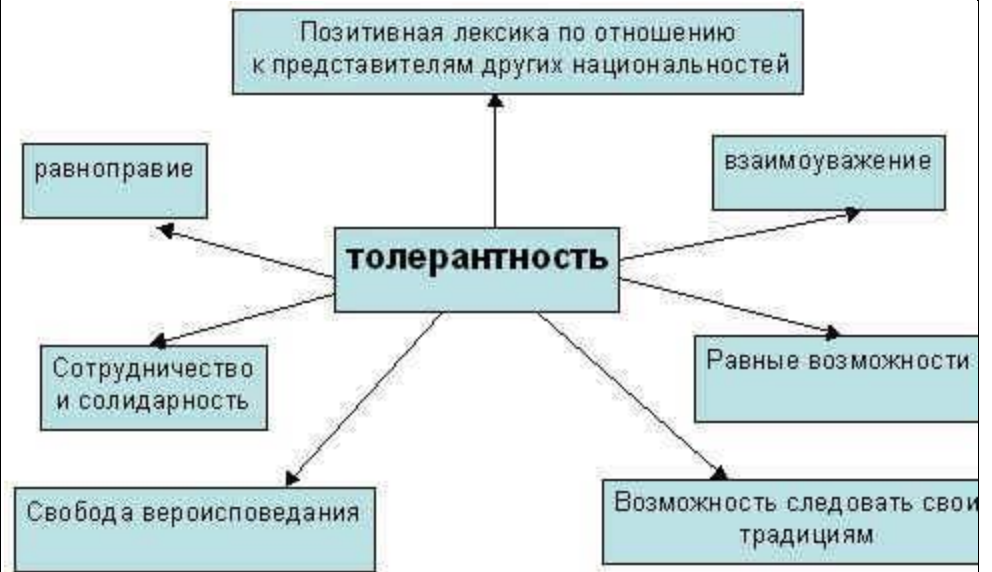 Позитивная лексика по отношению
к представителям других национальностей
равноправие
взаимоуважение
толерантность
Сотрудничество
и солидарность
Равные возможности
Свобода вероисповедания
Возможность следовать свои
традициям